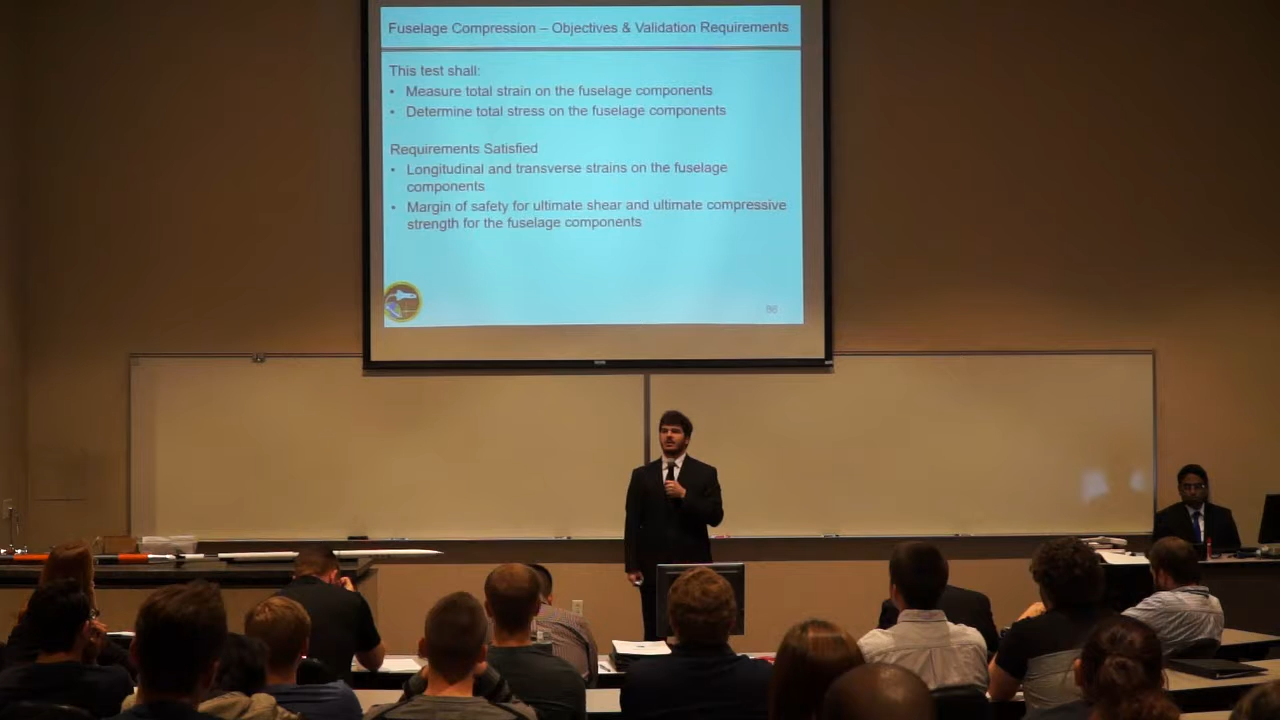 Fuselage Compression – Objectives & Validation Requirements
This test shall:
• Measure total strain on the fuselage components
• Determine total stress on the fuselage components
Requirements Satisfied
• Longitudinal and transverse strains on the fuselage
components
• Margin of safety for ultimate shear and ultimate compressive
strength for the fuselage components